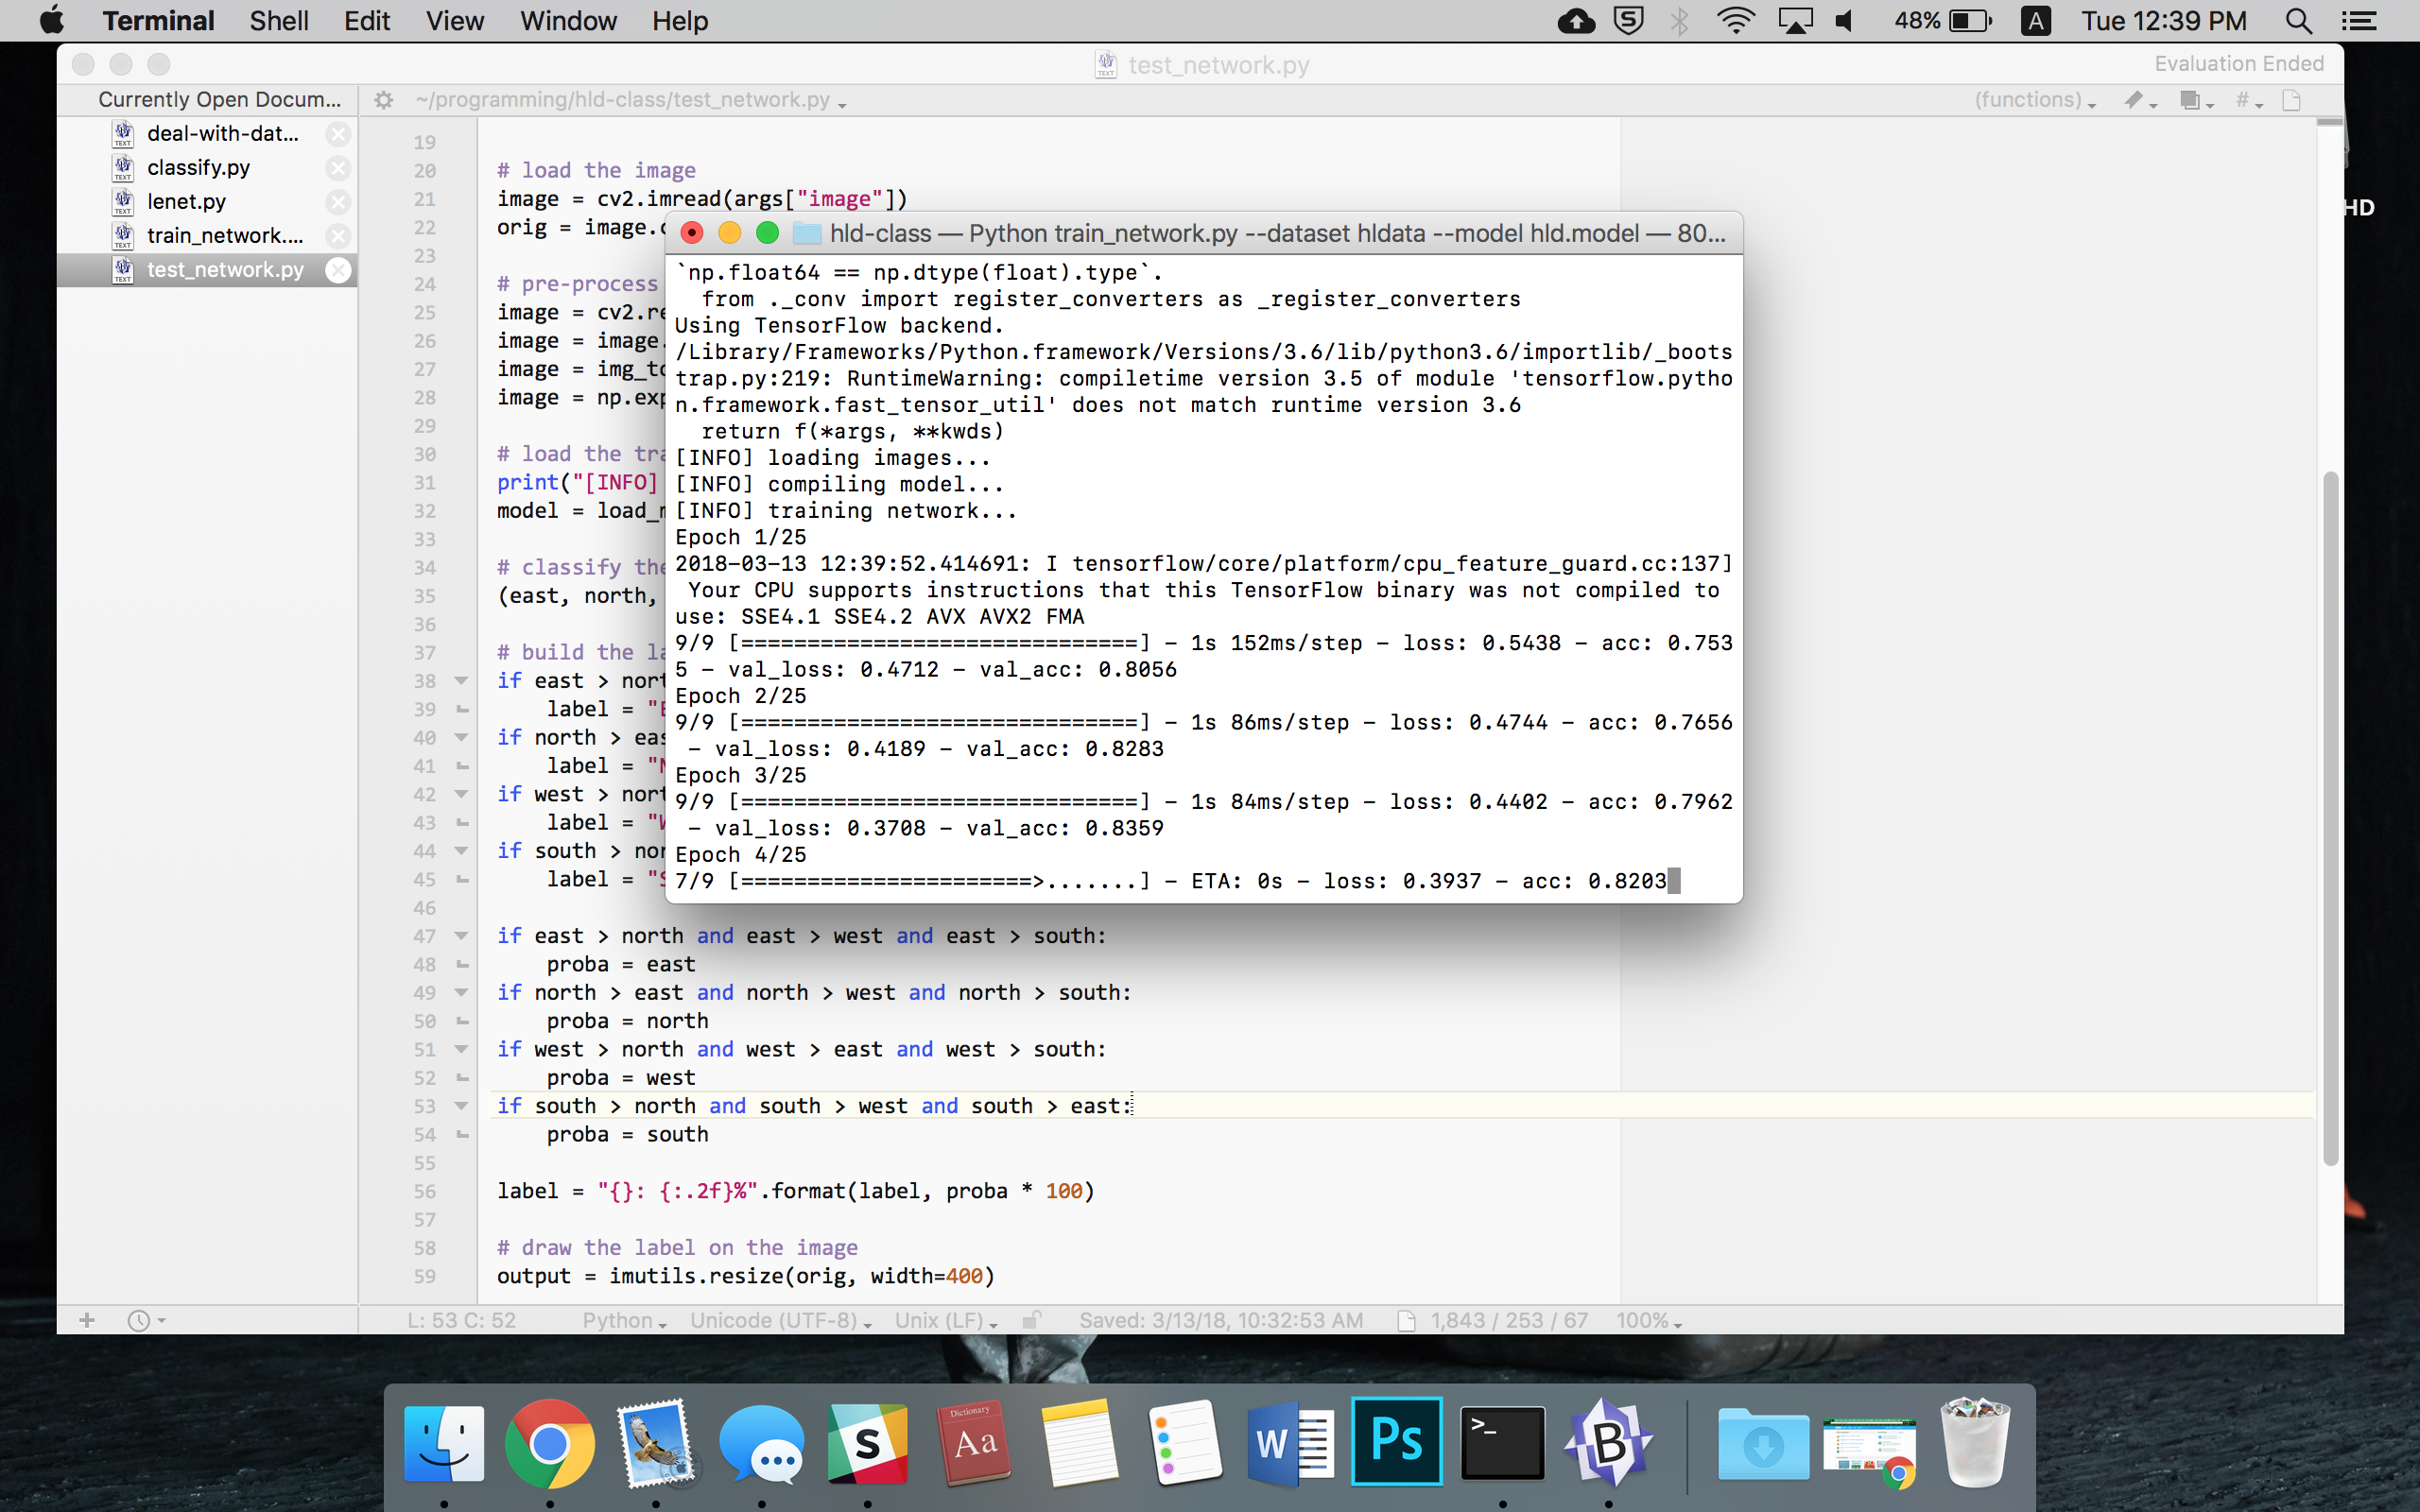 Terminal Shell Edit View Window Help 48% A Tue 12:39 PM
test_network.py Evaluation Ended
Currently Open Docum... ~/programming/hld-class/test_network.py (functions) #
deal-with-dat...
classify.py
lenet.py
train_network....
test_network.py
HD
19
20 # load the image
21 image = cv2.imread(args["image"])
22 orig = image.c
23
24 # pre-process
25 image = cv2.re
26 image = image.
27 image = img_to
28 image = np.exp
29
30 # load the tra
31 print("[INFO]
32 model = load_m
33
34 # classify the
35 (east, north,
36
37 # build the la
38 if east > nort
39 label = "E
40 if north > eas
41 label = "N
42 if west > nort
43 label = "W
44 if south > nor
45 label = "S
46
47 if east > north and east > west and east > south:
48 proba = east
49 if north > east and north > west and north > south:
50 proba = north
51 if west > north and west > east and west > south:
52 proba = west
53 if south > north and south > west and south > east:
54 proba = south
55
56 label = "{}: {:.2f}%".format(label, proba * 100)
57
58 # draw the label on the image
59 output = imutils.resize(orig, width=400)
hld-class — Python train_network.py --dataset hldata --model hld.model — 80...
`np.float64 == np.dtype(float).type`.
from ._conv import register_converters as _register_converters
Using TensorFlow backend.
/Library/Frameworks/Python.framework/Versions/3.6/lib/python3.6/importlib/_boots
trap.py:219: RuntimeWarning: compiletime version 3.5 of module 'tensorflow.pytho
n.framework.fast_tensor_util' does not match runtime version 3.6
return f(*args, **kwds)
[INFO] loading images...
[INFO] compiling model...
[INFO] training network...
Epoch 1/25
2018-03-13 12:39:52.414691: I tensorflow/core/platform/cpu_feature_guard.cc:137]
Your CPU supports instructions that this TensorFlow binary was not compiled to
use: SSE4.1 SSE4.2 AVX AVX2 FMA
9/9 [==============================] - 1s 152ms/step - loss: 0.5438 - acc: 0.753
5 - val_loss: 0.4712 - val_acc: 0.8056
Epoch 2/25
9/9 [==============================] - 1s 86ms/step - loss: 0.4744 - acc: 0.7656
- val_loss: 0.4189 - val_acc: 0.8283
Epoch 3/25
9/9 [==============================] - 1s 84ms/step - loss: 0.4402 - acc: 0.7962
- val_loss: 0.3708 - val_acc: 0.8359
Epoch 4/25
7/9 [======================>.......] - ETA: 0s - loss: 0.3937 - acc: 0.8203
L: 53 C: 52 Python Unicode (UTF-8) Unix (LF) Saved: 3/13/18, 10:32:53 AM 1,843 / 253 / 67 100%
S
Dictionary
Aa
W
Ps
>_
B